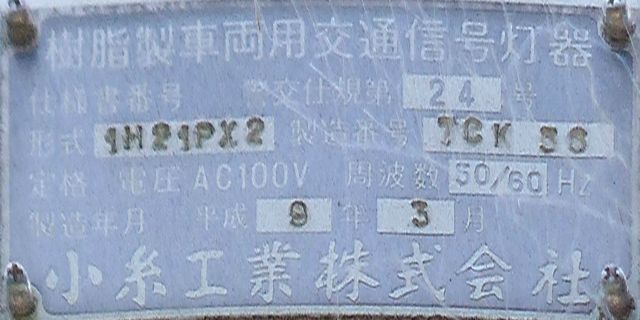 樹脂製車両用交通信号灯器
仕様書番号 警交仕規第 24 号
形式 1H21PX2 製造番号 7CK 36
定格 電圧 AC100V 周波数 50/60 Hz
製造年月 平成 9 年 3 月
小糸工業株式会社